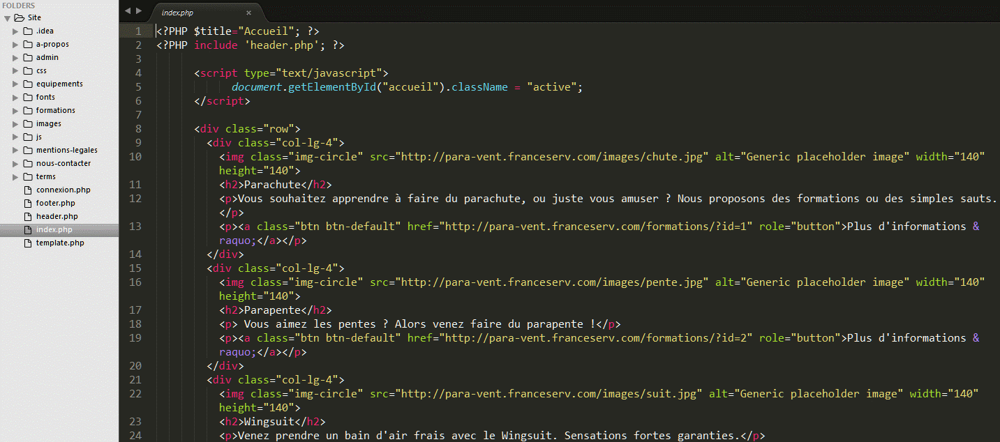 FOLDERS
Site
.idea
a-propos
admin
css
equipements
fonts
formations
images
js
mentions-legales
nous-contacter
terms
connexion.php
footer.php
header.php
index.php
template.php
index.php ×
1 <?PHP $title="Accueil"; ?>
2 <?PHP include 'header.php'; ?>
3
4 <script type="text/javascript">
5 document.getElementById("accueil").className = "active";
6 </script>
7
8 <div class="row">
9 <div class="col-lg-4">
10 <img class="img-circle" src="http://para-vent.franceserv.com/images/chute.jpg" alt="Generic placeholder image" width="140"
height="140">
11 <h2>Parachute</h2>
12 <p>Vous souhaitez apprendre à faire du parachute, ou juste vous amuser ? Nous proposons des formations ou des simples sauts.
</p>
13 <p><a class="btn btn-default" href="http://para-vent.franceserv.com/formations/?id=1" role="button">Plus d'informations &
raquo;</a></p>
14 </div>
15 <div class="col-lg-4">
16 <img class="img-circle" src="http://para-vent.franceserv.com/images/pente.jpg" alt="Generic placeholder image" width="140"
height="140">
17 <h2>Parapente</h2>
18 <p> Vous aimez les pentes ? Alors venez faire du parapente !</p>
19 <p><a class="btn btn-default" href="http://para-vent.franceserv.com/formations/?id=2" role="button">Plus d'informations &
raquo;</a></p>
20 </div>
21 <div class="col-lg-4">
22 <img class="img-circle" src="http://para-vent.franceserv.com/images/suit.jpg" alt="Generic placeholder image" width="140"
height="140">
23 <h2>Wingsuit</h2>
24 <p>Venez prendre un bain d'air frais avec le Wingsuit. Sensations fortes garanties.</p>